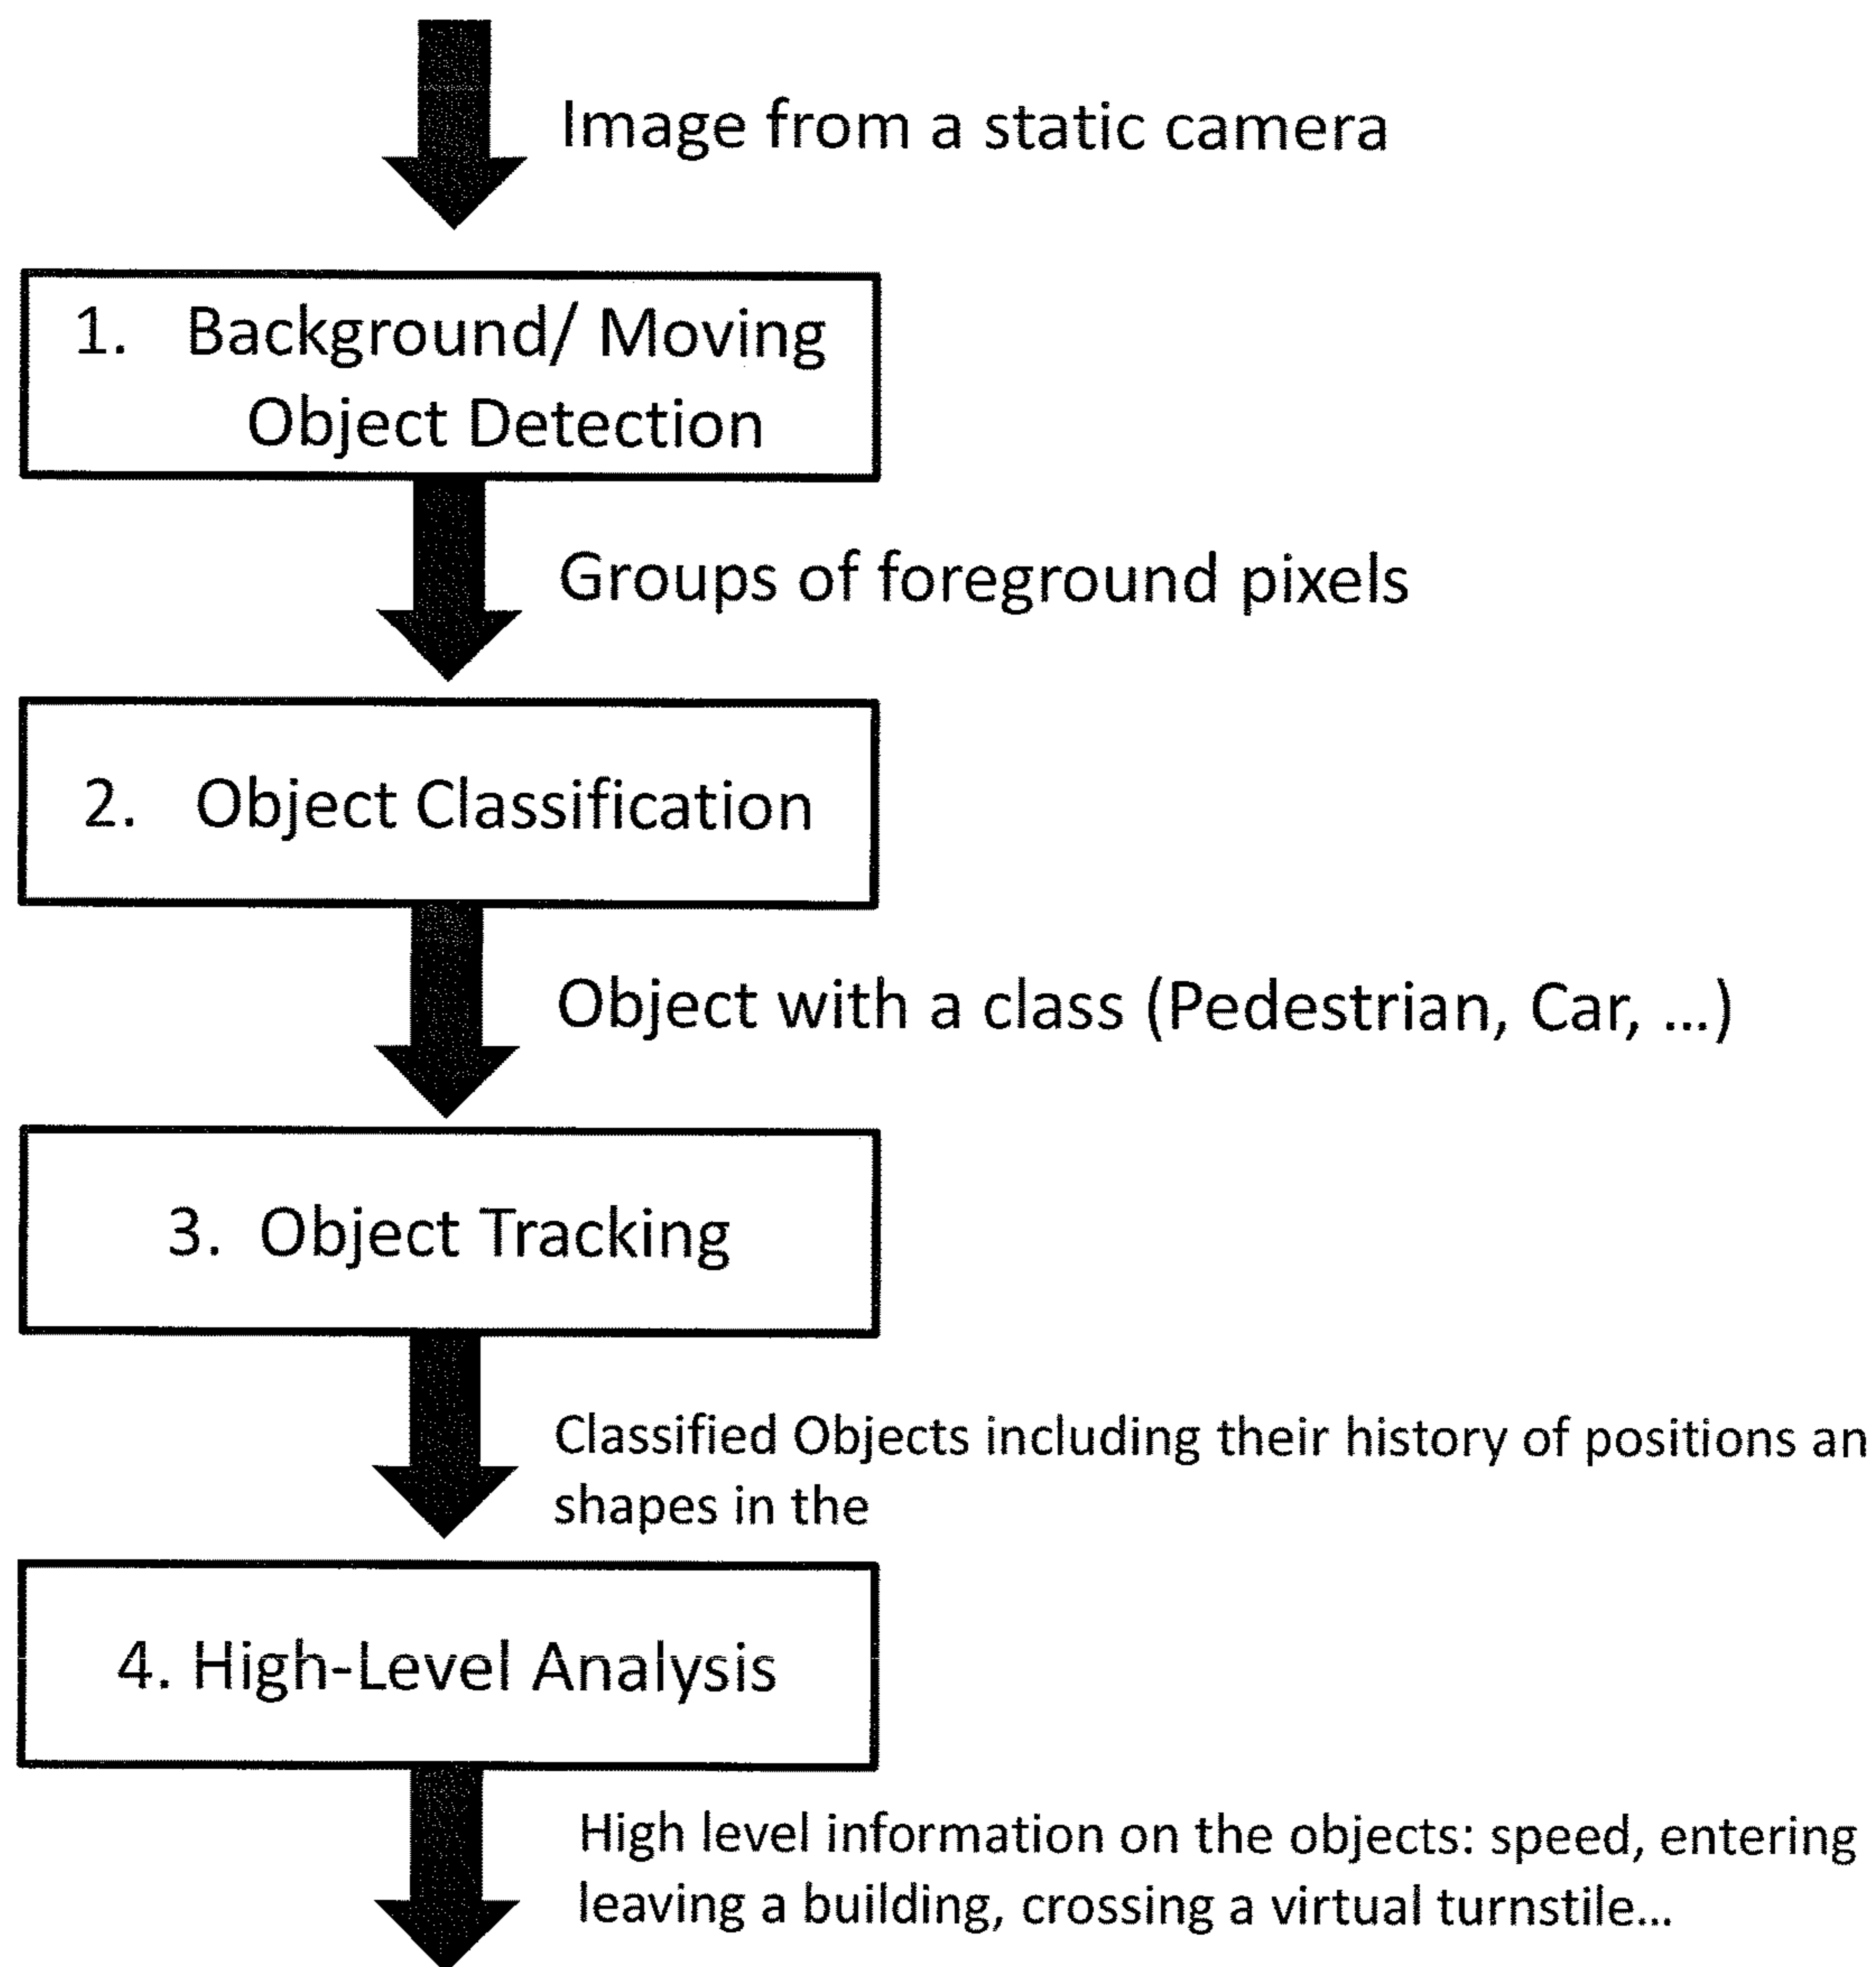 Image from a static camera
1. Background/ Moving
Object Detection
Groups of foreground pixels
2. Object Classification
Object with a class (Pedestrian, Car, ...)
3. Object Tracking
Classified Objects including their history of positions an
shapes in the
4. High-Level Analysis
High level information on the objects: speed, entering
leaving a building, crossing a virtual turnstile...